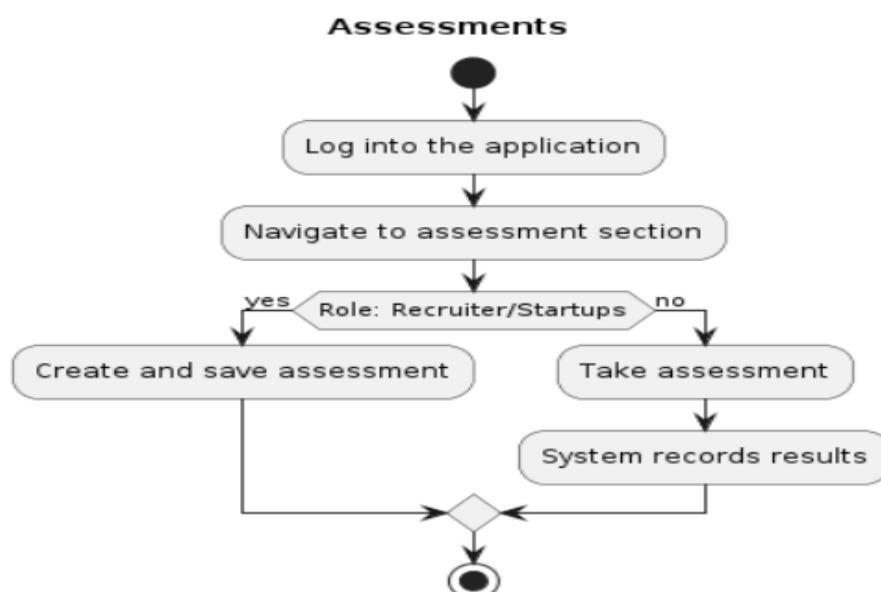 Assessments
Log into the application
Navigate to assessment section
yes
Role: Recruiter/Startups
no
Create and save assessment
Take assessment
System records results